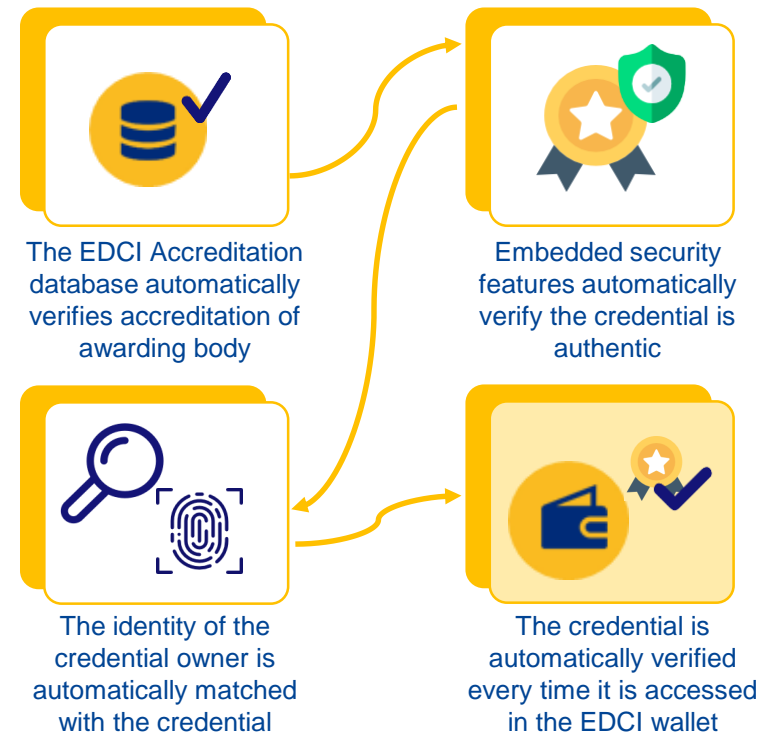 The EDCI Accreditation
database automatically
verifies accreditation of
awarding body
Embedded security
features automatically
verify the credential is
authentic
The identity of the
credential owner is
automatically matched
with the credential
The credential is
automatically verified
every time it is accessed
in the EDCI wallet